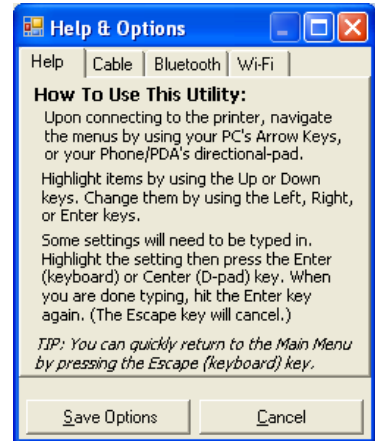 Help & Options
Help Cable Bluetooth Wi-Fi
How To Use This Utility:
Upon connecting to the printer, navigate
the menus by using your PC's Arrow Keys,
or your Phone/PDA's directional-pad.
Highlight items by using the Up or Down
keys. Change them by using the Left, Right,
or Enter keys.
Some settings will need to be typed in.
Highlight the setting then press the Enter
(keyboard) or Center (D-pad) key. When
you are done typing, hit the Enter key
again. (The Escape key will cancel.)
TIP: You can quickly return to the Main Menu
by pressing the Escape (keyboard) key.
Save Options Cancel